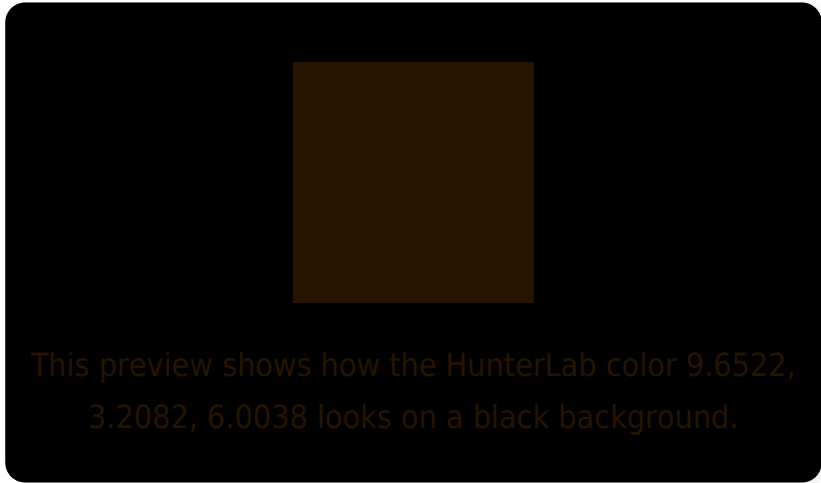 This preview shows how the HunterLab color 9.6522,
3.2082, 6.0038 looks on a black background.